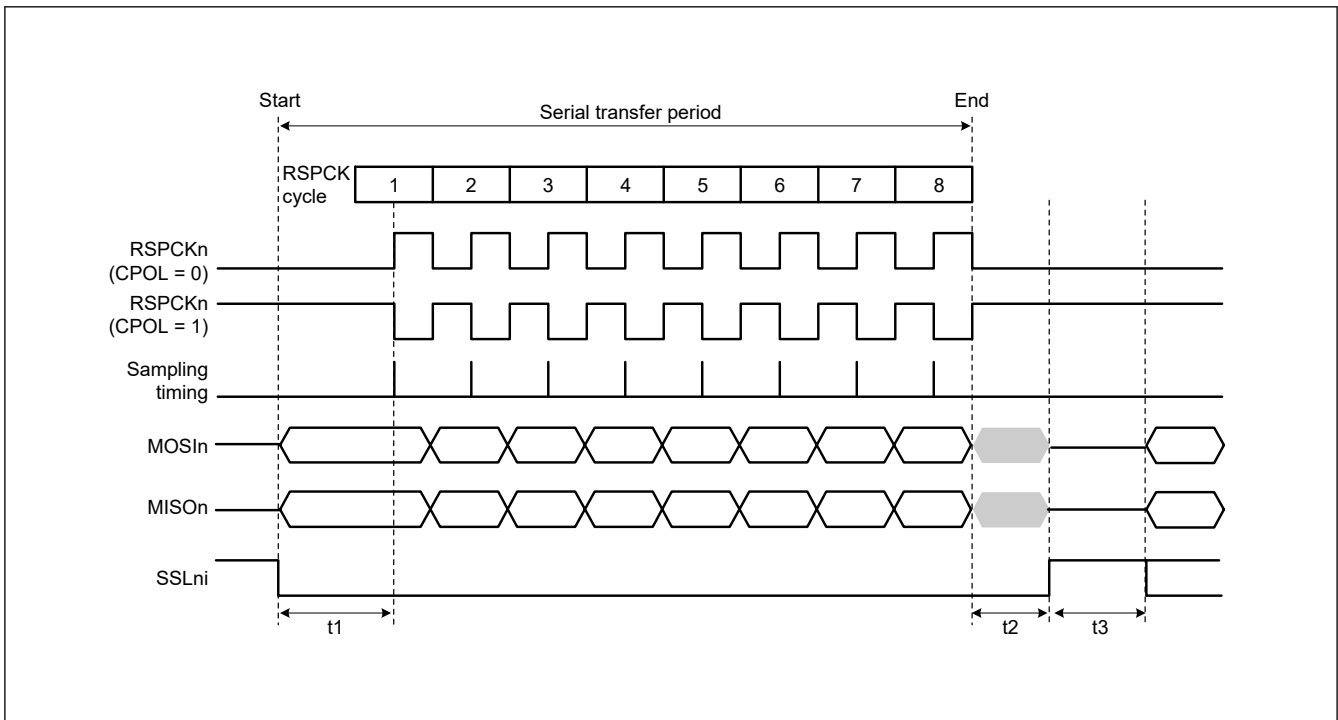 Start
End
Serial transfer period
RSPCK
cycle
1 2 3 4 5 6 7 8
RSPCKn
(CPOL = 0)
RSPCKn
(CPOL = 1)
Sampling
timing
MOSIn
MISOn
SSLni
t1
t2
t3